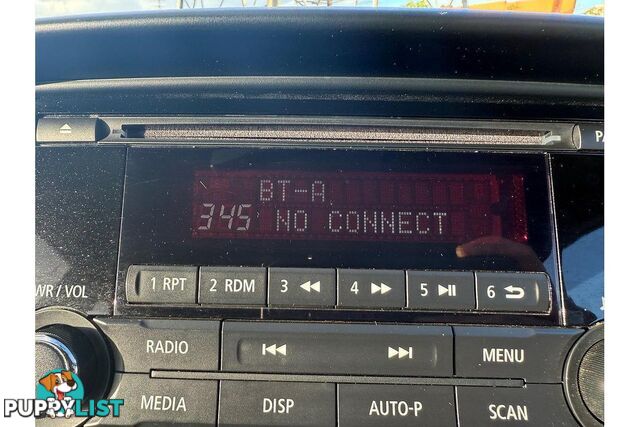 PA
BT-A
345 NO CONNECT
1 RPT 2 RDM 3 4 5 6
WR / VOL
RADIO MENU
MEDIA DISP AUTO-P SCAN
PUPPYLIST